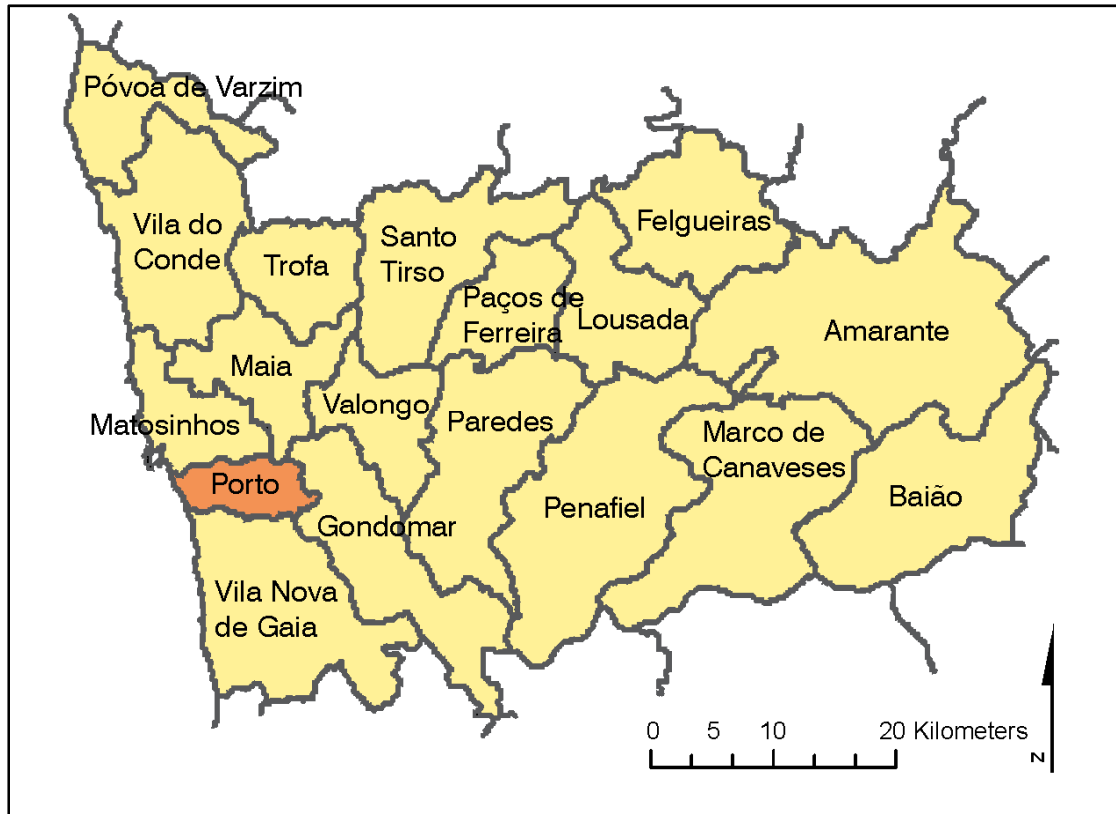 Póvoa de Varzim
Vila do
Conde
Trofa
Santo
Tirso
Felgueiras
Paços de
Ferreira
Lousada
Amarante
Maia
Valongo
Matosinhos
Paredes
Marco de
Canaveses
Porto
Gondomar
Penafiel
Baião
Vila Nova
de Gaia
0 5 10 20 Kilometers
N